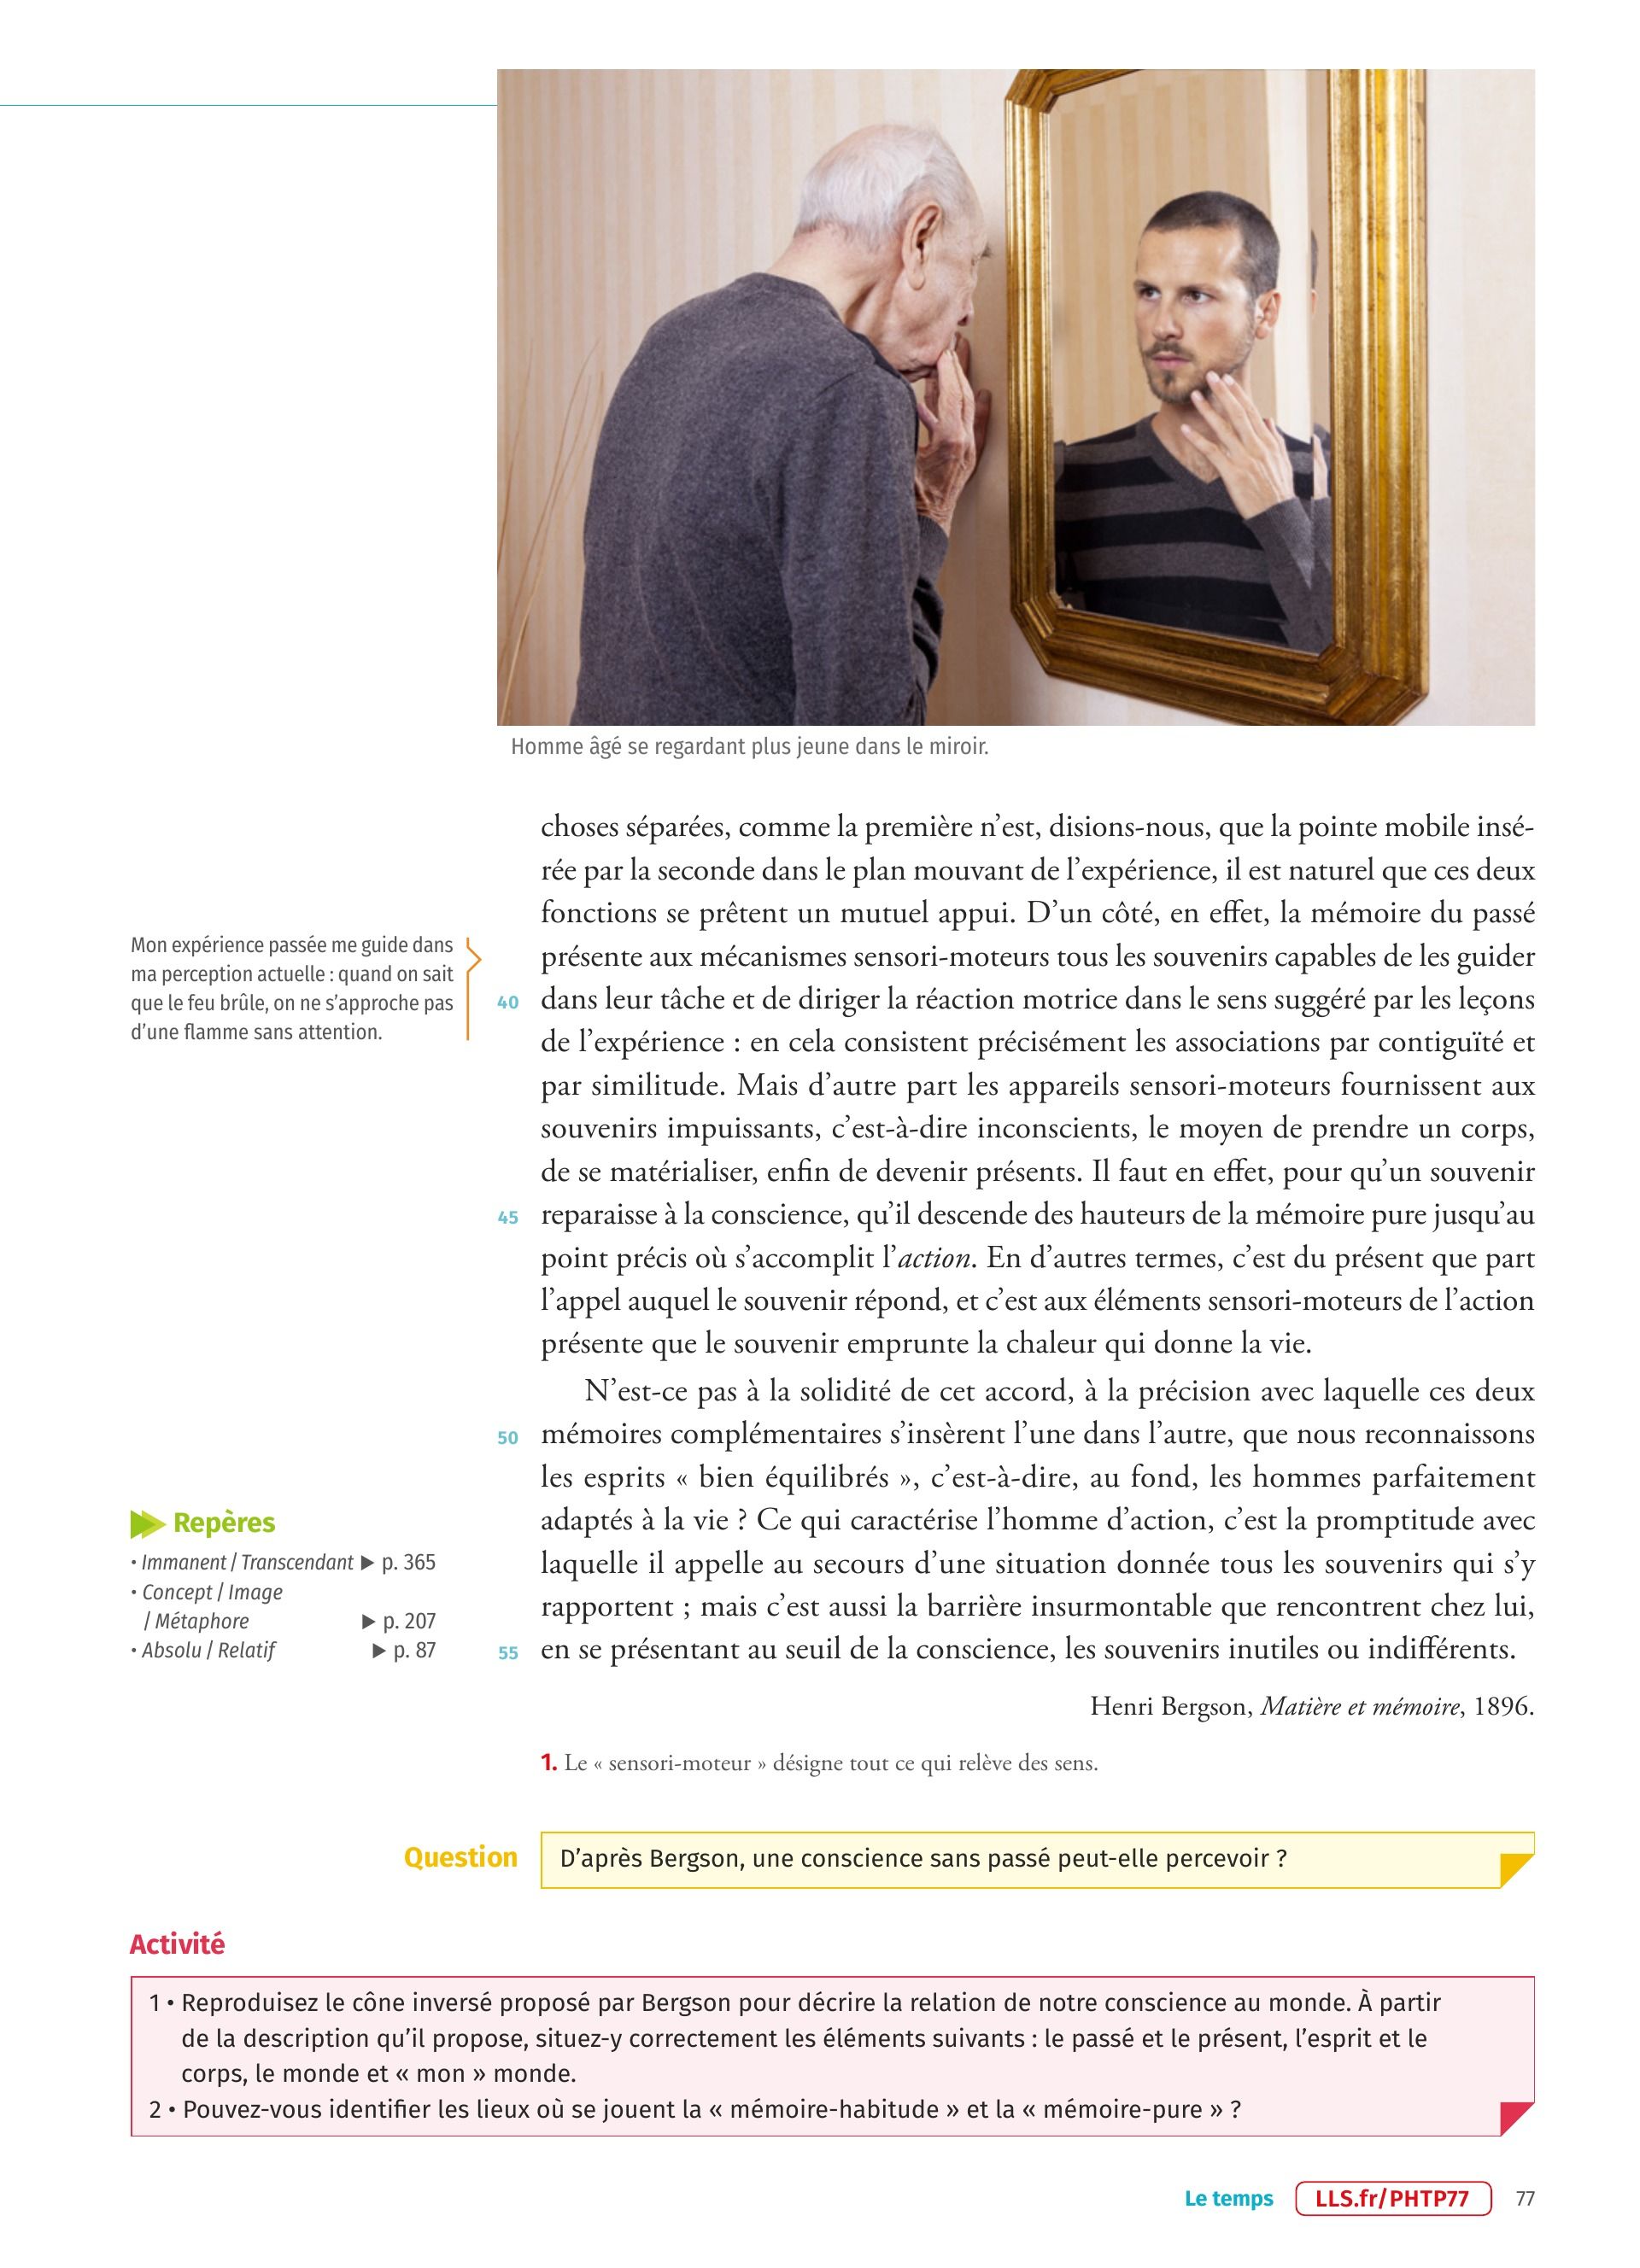 Homme âgé se regardant plus jeune dans le miroir.
choses séparées, comme la première n’est, disions-nous, que la pointe mobile insé-
rée par la seconde dans le plan mouvant de l’expérience, il est naturel que ces deux
fonctions se prêtent un mutuel appui. D’un côté, en effet, la mémoire du passé
présente aux mécanismes sensori-moteurs tous les souvenirs capables de les guider
40 dans leur tâche et de diriger la réaction motrice dans le sens suggéré par les leçons
de l’expérience : en cela consistent précisément les associations par contiguïté et
par similitude. Mais d’autre part les appareils sensori-moteurs fournissent aux
souvenirs impuissants, c’est-à-dire inconscients, le moyen de prendre un corps,
de se matérialiser, enfin de devenir présents. Il faut en effet, pour qu’un souvenir
45 reparaisse à la conscience, qu’il descende des hauteurs de la mémoire pure jusqu’au
point précis où s’accomplit l’action. En d’autres termes, c’est du présent que part
l’appel auquel le souvenir répond, et c’est aux éléments sensori-moteurs de l’action
présente que le souvenir emprunte la chaleur qui donne la vie.
N’est-ce pas à la solidité de cet accord, à la précision avec laquelle ces deux
50 mémoires complémentaires s’insèrent l’une dans l’autre, que nous reconnaissons
les esprits « bien équilibrés », c’est-à-dire, au fond, les hommes parfaitement
adaptés à la vie ? Ce qui caractérise l’homme d’action, c’est la promptitude avec
laquelle il appelle au secours d’une situation donnée tous les souvenirs qui s’y
rapportent ; mais c’est aussi la barrière insurmontable que rencontrent chez lui,
55 en se présentant au seuil de la conscience, les souvenirs inutiles ou indifférents.
Henri Bergson, Matière et mémoire, 1896.
1. Le « sensori-moteur » désigne tout ce qui relève des sens.
Mon expérience passée me guide dans
ma perception actuelle : quand on sait
que le feu brûle, on ne s’approche pas
d’une flamme sans attention.
Repères
• Immanent / Transcendant ▶ p. 365
• Concept / Image
/ Métaphore ▶ p. 207
• Absolu / Relatif ▶ p. 87
Question
D’après Bergson, une conscience sans passé peut-elle percevoir ?
Activité
1 • Reproduisez le cône inversé proposé par Bergson pour décrire la relation de notre conscience au monde. À partir
de la description qu’il propose, situez-y correctement les éléments suivants : le passé et le présent, l’esprit et le
corps, le monde et « mon » monde.
2 • Pouvez-vous identifier les lieux où se jouent la « mémoire-habitude » et la « mémoire-pure » ?
Le temps LLS.fr/PHTP77 77